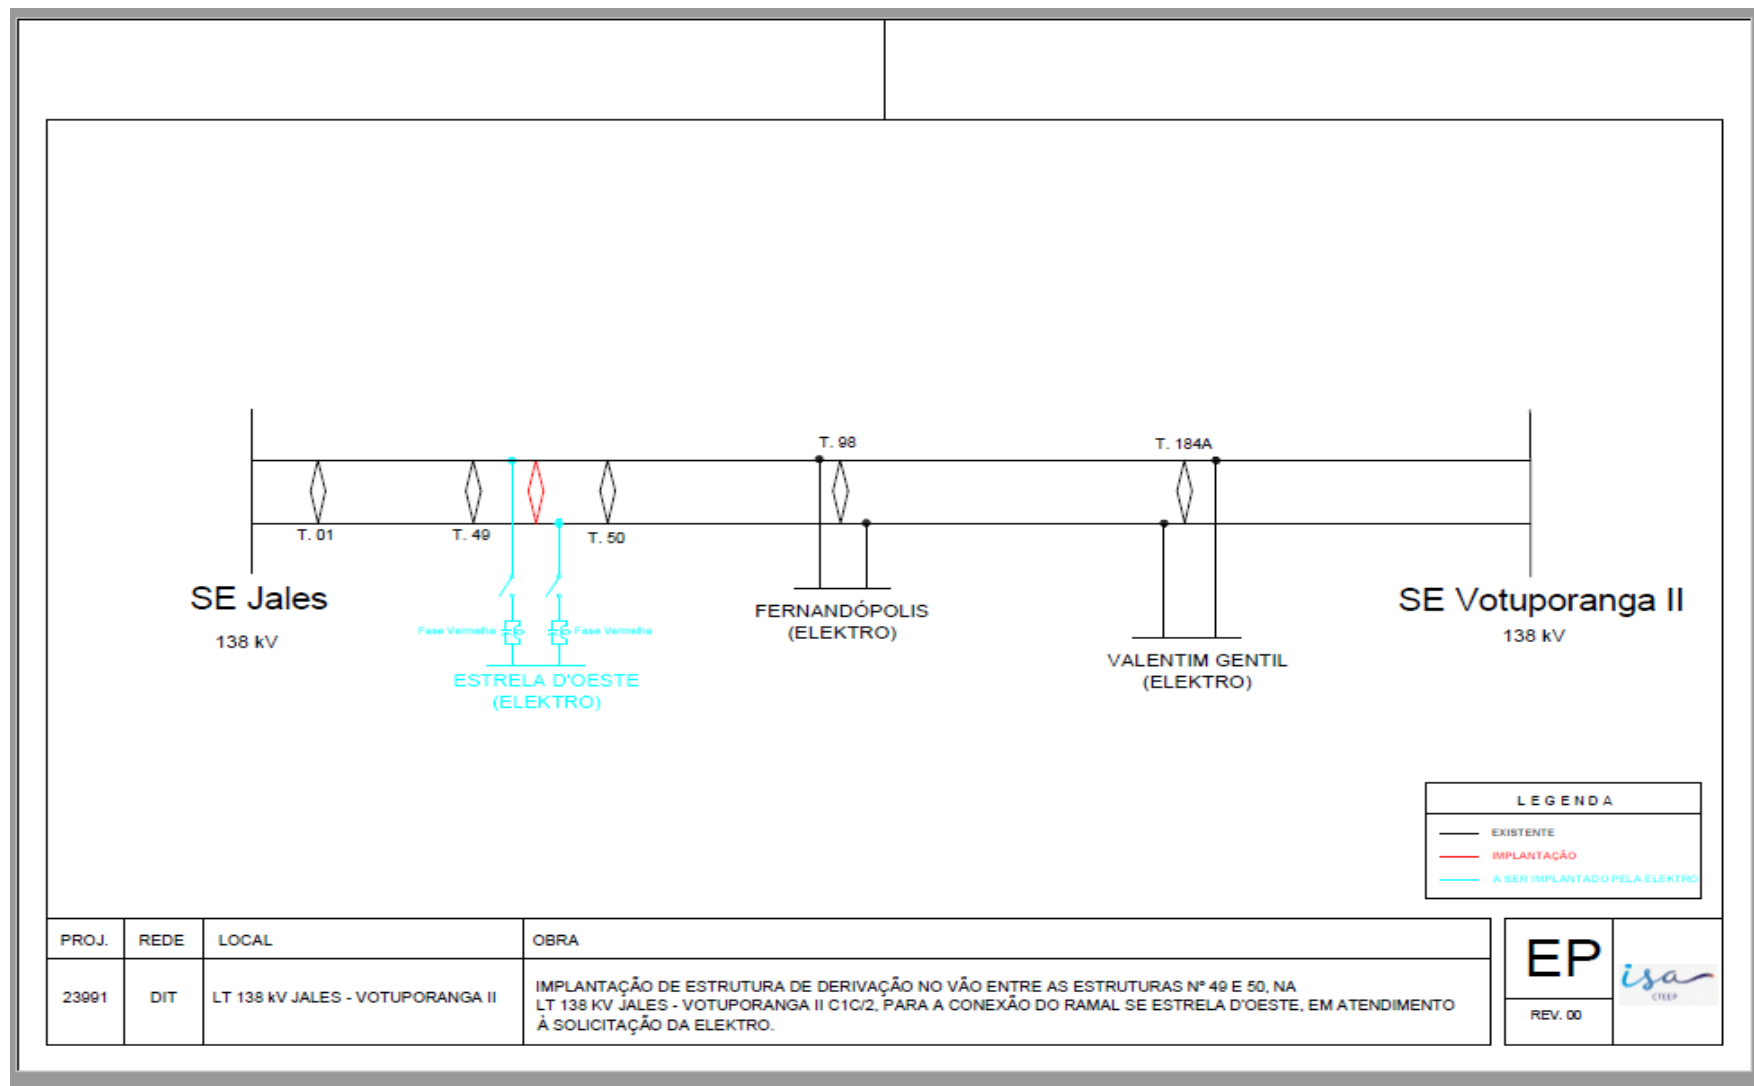 T. 98
T. 184A
T. 01
T. 49
T. 50
SE Jales
138 kV
Fase Vermelha
Fase Vermelha
ESTRELA D'OESTE
(ELEKTRO)
FERNANDÓPOLIS
(ELEKTRO)
VALENTIM GENTIL
(ELEKTRO)
SE Votuporanga II
138 kV
LEGENDA
EXISTENTE
IMPLANTAÇÃO
A SER IMPLANTADO PELA ELEKTRO
PROJ. REDE LOCAL OBRA
23991 DIT LT 138 kV JALES - VOTUPORANGA II
IMPLANTAÇÃO DE ESTRUTURA DE DERIVAÇÃO NO VÃO ENTRE AS ESTRUTURAS Nº 49 E 50, NA
LT 138 KV JALES - VOTUPORANGA II C1C/2, PARA A CONEXÃO DO RAMAL SE ESTRELA D'OESTE, EM ATENDIMENTO
À SOLICITAÇÃO DA ELEKTRO.
EP
REV. 00
isa
CTEEP